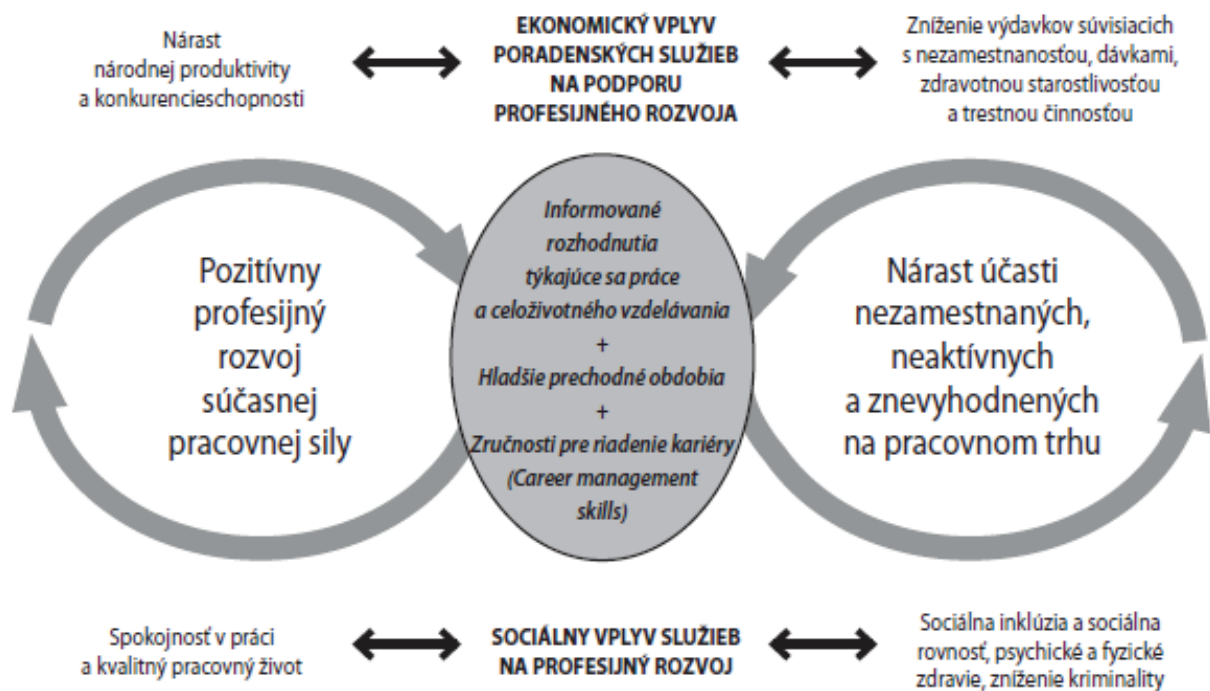 Nárast
národnej produktivity
a konkurencieschopnosti
EKONOMICKÝ VPLYV
PORADENSKÝCH SLUŽIEB
NA PODPORU
PROFESIJNÉHO ROZVOJA
Zníženie výdavkov súvisiacich
s nezamestnanosťou, dávkami,
zdravotnou starostlivosťou
a trestnou činnosťou
Pozitívny
profesijný
rozvoj
súčasnej
pracovnej sily
Informované
rozhodnutia
týkajúce sa práce
a celoživotného vzdelávania
+
Hladšie prechodné obdobia
+
Zručnosti pre riadenie kariéry
(Career management
skills)
Nárast účasti
nezamestnaných,
neaktívnych
a znevyhodnených
na pracovnom trhu
Spokojnosť v práci
a kvalitný pracovný život
SOCIÁLNY VPLYV SLUŽIEB
NA PROFESIJNÝ ROZVOJ
Sociálna inklúzia a sociálna
rovnosť, psychické a fyzické
zdravie, zníženie kriminality